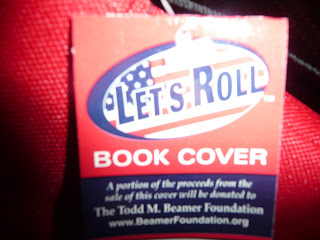 LET'S ROLL
BOOK COVER
A portion of the proceeds from the
sale of this cover will be donated to
The Todd M. Beamer Foundation
www.BeamerFoundation.org